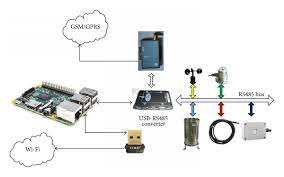 GSM/GPRS
RS485 bus
USB-RS485
converter
Wi-Fi